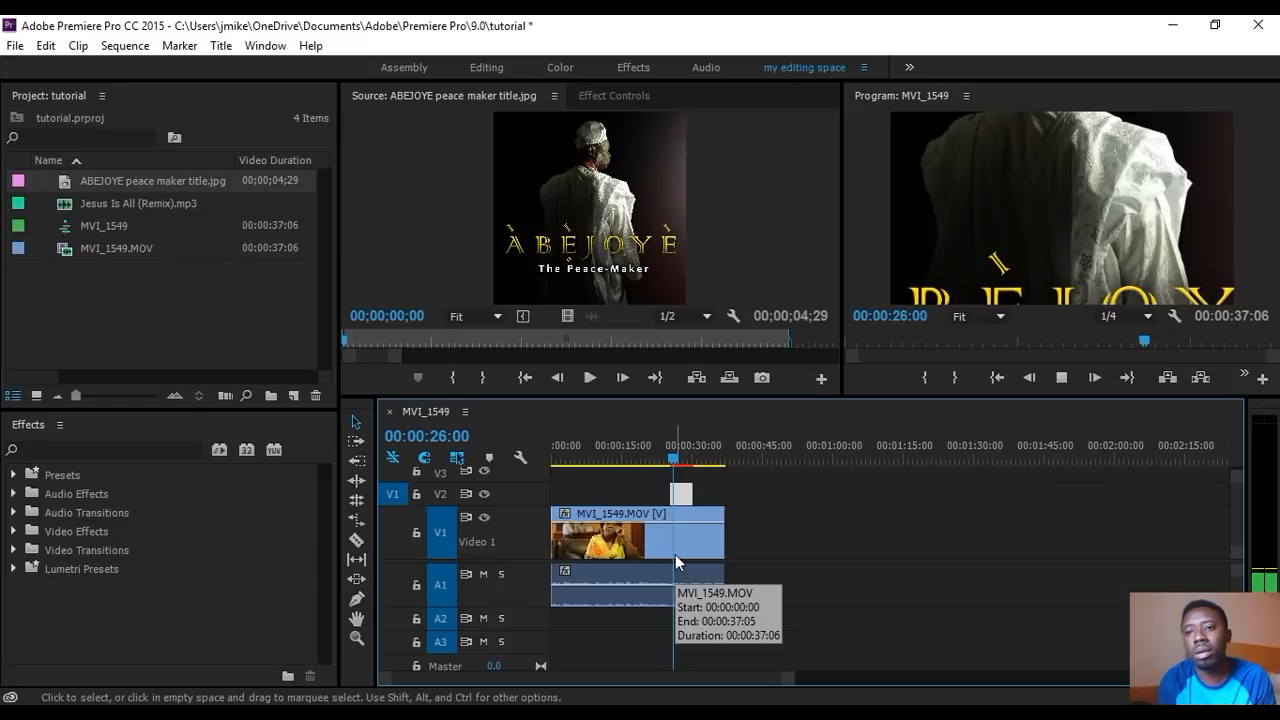 Adobe Premiere Pro CC 2015 - C:\Users\jmike\OneDrive\Documents\Adobe\Premiere Pro\9.0\tutorial *
File Edit Clip Sequence Marker Title Window Help
Assembly Editing Color Effects Audio my editing space
Project: tutorial
tutorial.prproj 4 Items
Name Video Duration
ABEJOYE peace maker title.jpg 00;00;04;29
Jesus Is All (Remix).mp3
MVI_1549 00:00:37:06
MVI_1549.MOV 00:00:37:06
Source: ABEJOYE peace maker title.jpg Effect Controls
ÀBẸ̀JOYÈ
The Peace-Maker
00;00;00;00 Fit 1/2 00;00;04;29
Program: MVI_1549
00:00:26:00 Fit 1/4 00:00:37:06
Effects
YUV
32
Presets
Audio Effects
Audio Transitions
Video Effects
Video Transitions
Lumetri Presets
MVI_1549
00:00:26:00
:00:00 00:00:15:00 00:00:30:00 00:00:45:00 00:01:00:00 00:01:15:00 00:01:30:00 00:01:45:00 00:02:00:00 00:02:15:00
V3
V1 V2
MVI_1549.MOV [V]
V1 Video 1
A1 M S
A2 M S
A3 M S
Master 0.0
MVI_1549.MOV
Start: 00:00:00:00
End: 00:00:37:05
Duration: 00:00:37:06
Click to select, or click in empty space and drag to marquee select. Use Shift, Alt, and Ctrl for other options.